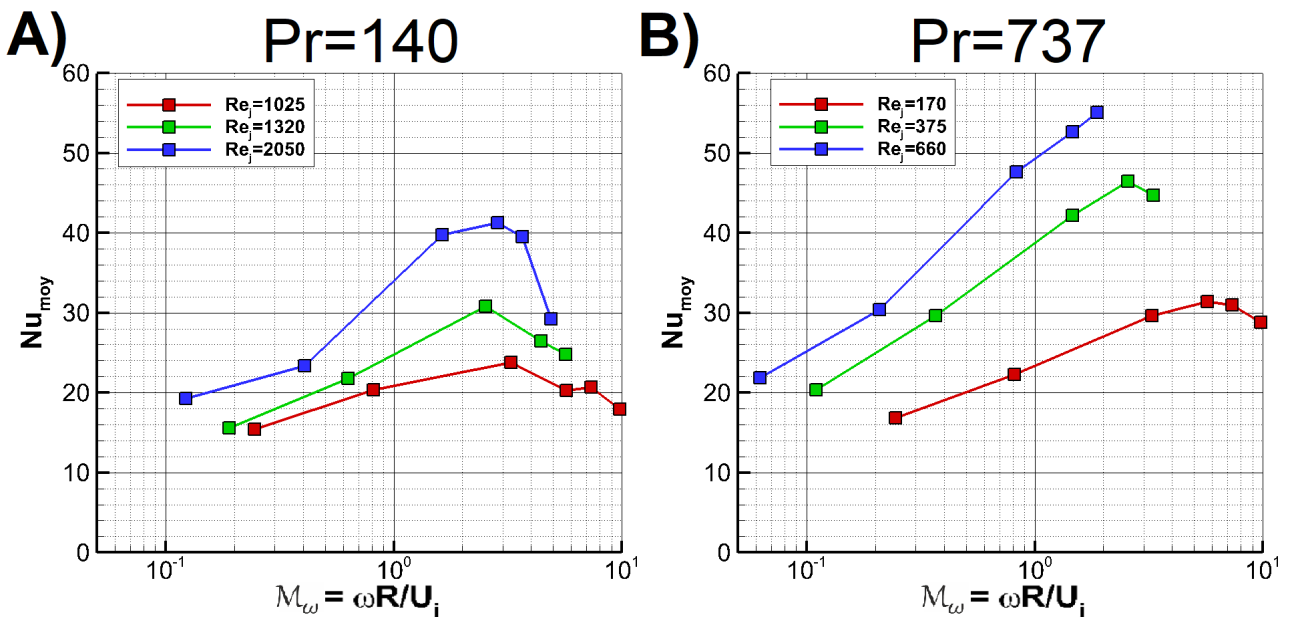 A) Pr=140
60
50
40
30
20
10
0
Nu_moy
Re_j=1025
Re_j=1320
Re_j=2050
10^-1 10^0 10^1
M_ω = ωR/U_j
B) Pr=737
60
50
40
30
20
10
0
Nu_moy
Re_j=170
Re_j=375
Re_j=660
10^-1 10^0 10^1
M_ω = ωR/U_j